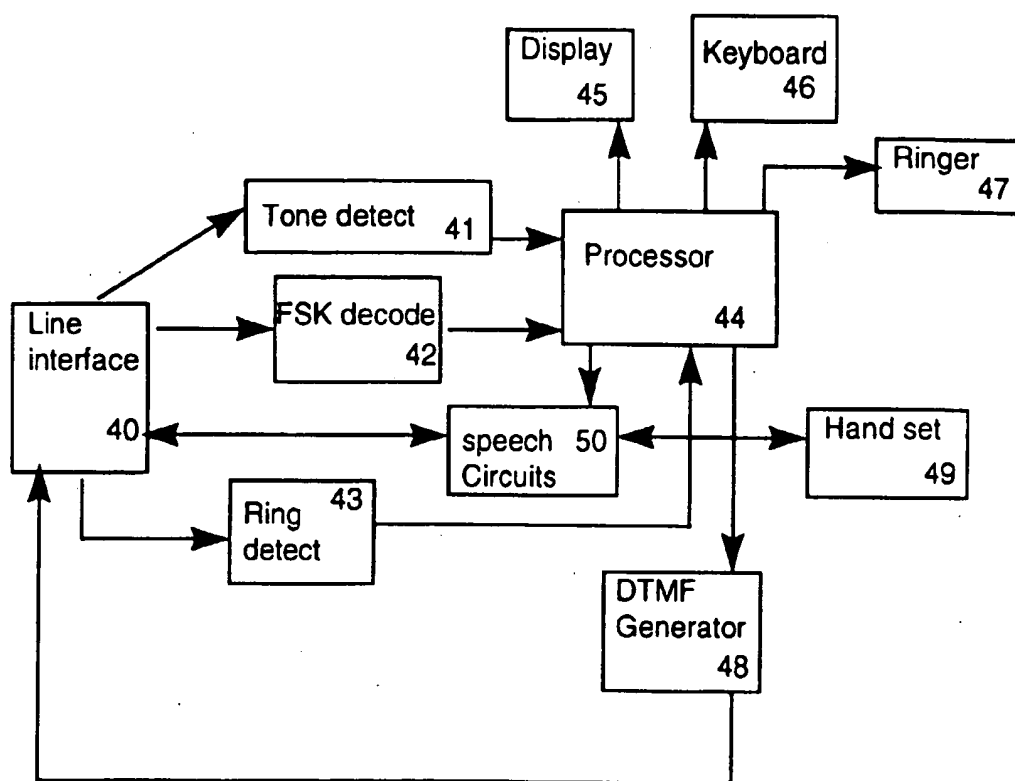 Display
45
Keyboard
46
Ringer
47
Tone detect
41
Processor
44
Line
interface
40
FSK decode
42
speech
Circuits
50
Hand set
49
Ring
detect
43
DTMF
Generator
48